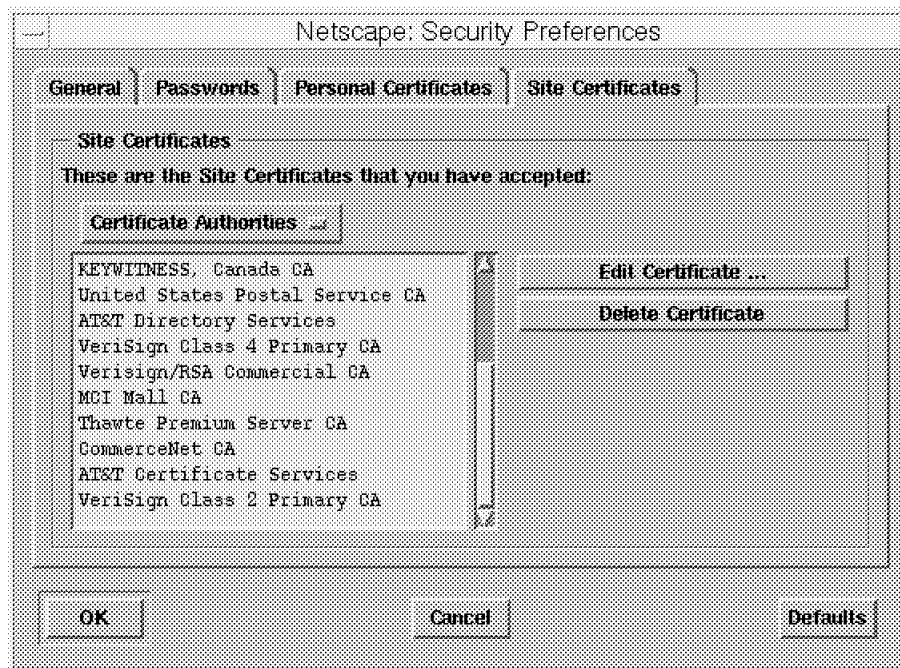 Netscape: Security Preferences
General Passwords Personal Certificates Site Certificates
Site Certificates
These are the Site Certificates that you have accepted:
Certificate Authorities
KEYWITNESS, Canada CA
United States Postal Service CA
AT&T Directory Services
VeriSign Class 4 Primary CA
Verisign/RSA Commercial CA
MCI Mall CA
Thawte Premium Server CA
CommerceNet CA
AT&T Certificate Services
VeriSign Class 2 Primary CA
Edit Certificate ...
Delete Certificate
OK Cancel Defaults